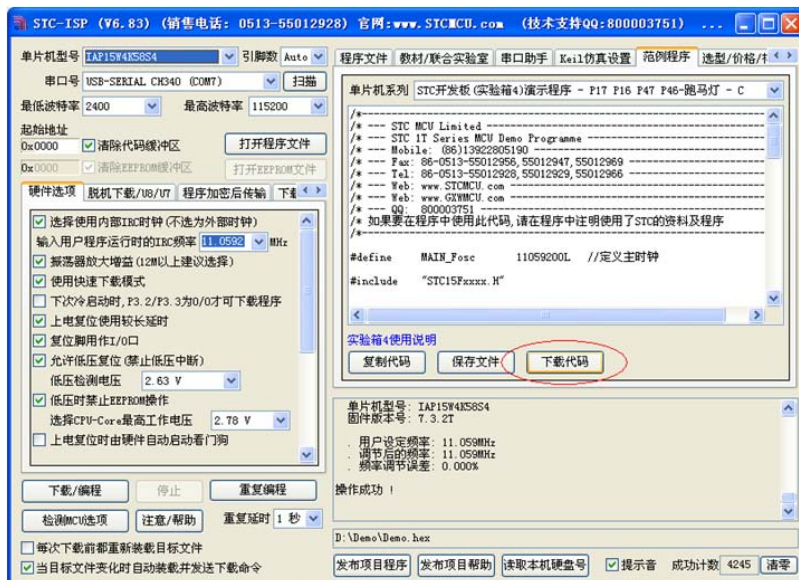 STC-ISP (V6.83) (销售电话: 0513-55012928) 官网:www.STCMCU.com (技术支持QQ:800003751) ...
单片机型号 IAP15W4K58S4 引脚数 Auto
串口号 USB-SERIAL CH340 (COM7) 扫描
最低波特率 2400 最高波特率 115200
起始地址
0x0000 清除代码缓冲区 打开程序文件
0x0000 清除EEPROM缓冲区 打开EEPROM文件
硬件选项 脱机下载/U8/U7 程序加密后传输 下载
选择使用内部IRC时钟(不选为外部时钟)
输入用户程序运行时的IRC频率 11.0592 MHz
振荡器放大增益(12M以上建议选择)
使用快速下载模式
下次冷启动时,P3.2/P3.3为0/0才可下载程序
上电复位使用较长延时
复位脚用作I/O口
允许低压复位(禁止低压中断)
低压检测电压 2.63 V
低压时禁止EEPROM操作
选择CPU-Core最高工作电压 2.78 V
上电复位时由硬件自动启动看门狗
下载/编程 停止 重复编程
检测MCU选项 注意/帮助 重复延时 1 秒
每次下载前都重新装载目标文件
当目标文件变化时自动装载并发送下载命令
程序文件 教材/联合实验室 串口助手 Keil仿真设置 范例程序 选型/价格/
单片机系列 STC开发板(实验箱4)演示程序 - P17 P16 P47 P46-跑马灯 - C
/*---------------------------------------------
/* --- STC MCU Limited ---------------------
/* --- STC 1T Series MCU Demo Programme ---------------------
/* --- Mobile: (86)13922805190 ---------------------
/* --- Fax: 86-0513-55012956,55012947,55012969 ---------------------
/* --- Tel: 86-0513-55012928,55012929,55012966 ---------------------
/* --- Web: www.STCMCU.com ---------------------
/* --- Web: www.GXWMCU.com ---------------------
/* --- QQ: 800003751 ---------------------
/* 如果要在程序中使用此代码,请在程序中注明使用了STC的资料及程序
/*---------------------------------------------
#define MAIN_Fosc 11059200L //定义主时钟
#include "STC15Fxxxx.H"
实验箱4使用说明
复制代码 保存文件 下载代码
单片机型号: IAP15W4K58S4
固件版本号: 7.3.2T
. 用户设定频率: 11.059MHz
. 调节后的频率: 11.059MHz
. 频率调节误差: 0.000%
操作成功 !
D:\Demo\Demo.hex
发布项目程序 发布项目帮助 读取本机硬盘号 提示音 成功计数 4245 清零